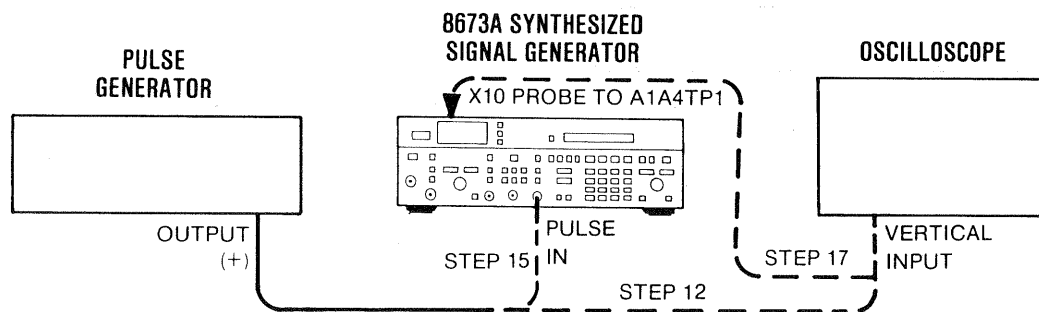 8673A SYNTHESIZED
SIGNAL GENERATOR
PULSE
GENERATOR
OSCILLOSCOPE
X10 PROBE TO A1A4TP1
OUTPUT
(+)
PULSE
IN
STEP 15
STEP 17
VERTICAL
INPUT
STEP 12